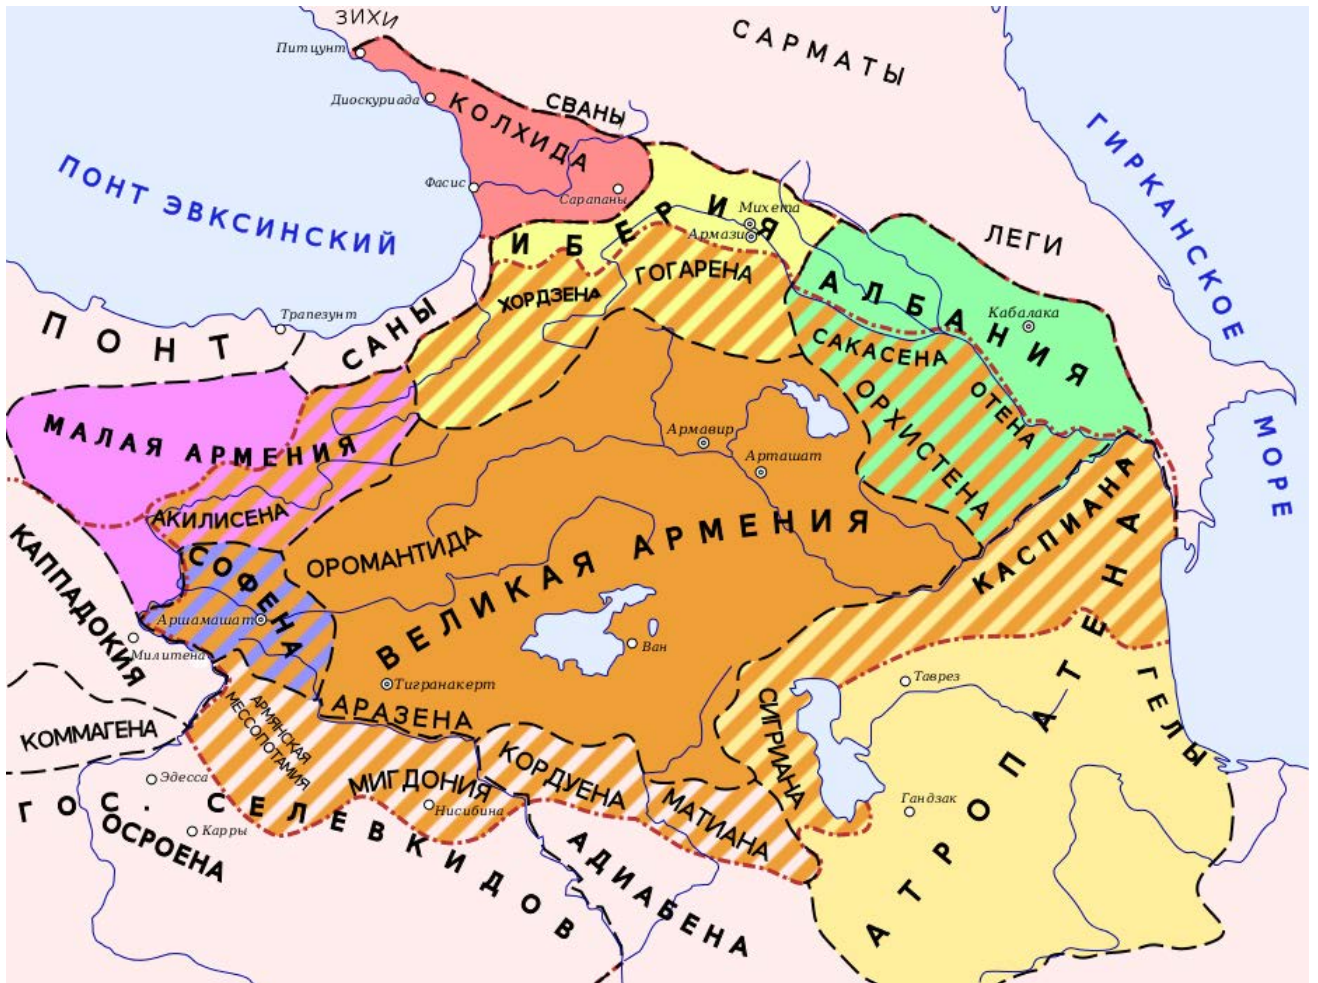 ЗИХИ
САРМАТЫ
Питцунт
Диоскуриада
КОЛХИДА
СВАНЫ
ГИРКАНСКОЕ
МОРЕ
ПОНТ ЭВКСИНСКИЙ
Фасис
Сарапаны
ИБЕРИЯ
Михета
Армази
ЛЕГИ
ХОРДЗЕНА
ГОГАРЕНА
АЛБАНИЯ
Кабалака
ПОНТ
Трапезунт
САНЫ
САКАСЕНА
ОТЕНА
ОРХИСТЕНА
МАЛАЯ АРМЕНИЯ
Армавир
Арташат
АКИЛИСЕНА
КАСПИАНА
КАППАДОКИЯ
СОФЕНА
ОРОМАНТИДА
ВЕЛИКАЯ АРМЕНИЯ
Аршамашат
Милитена
Ван
Тигранакерт
Таврез
АРАЗЕНА
СИГРИАНА
ГЕЛЫ
КОММАГЕНА
АРМЯНСКАЯ
МЕССОПОТАМИЯ
Эдесса
МИГДОНИЯ
КОРДУЕНА
МАТИАНА
Нисибина
Гандзак
ГОС. СЕЛЕВКИДОВ
Карры
ОСРОЕНА
АДИАБЕНА
АТРОПАТЕНА